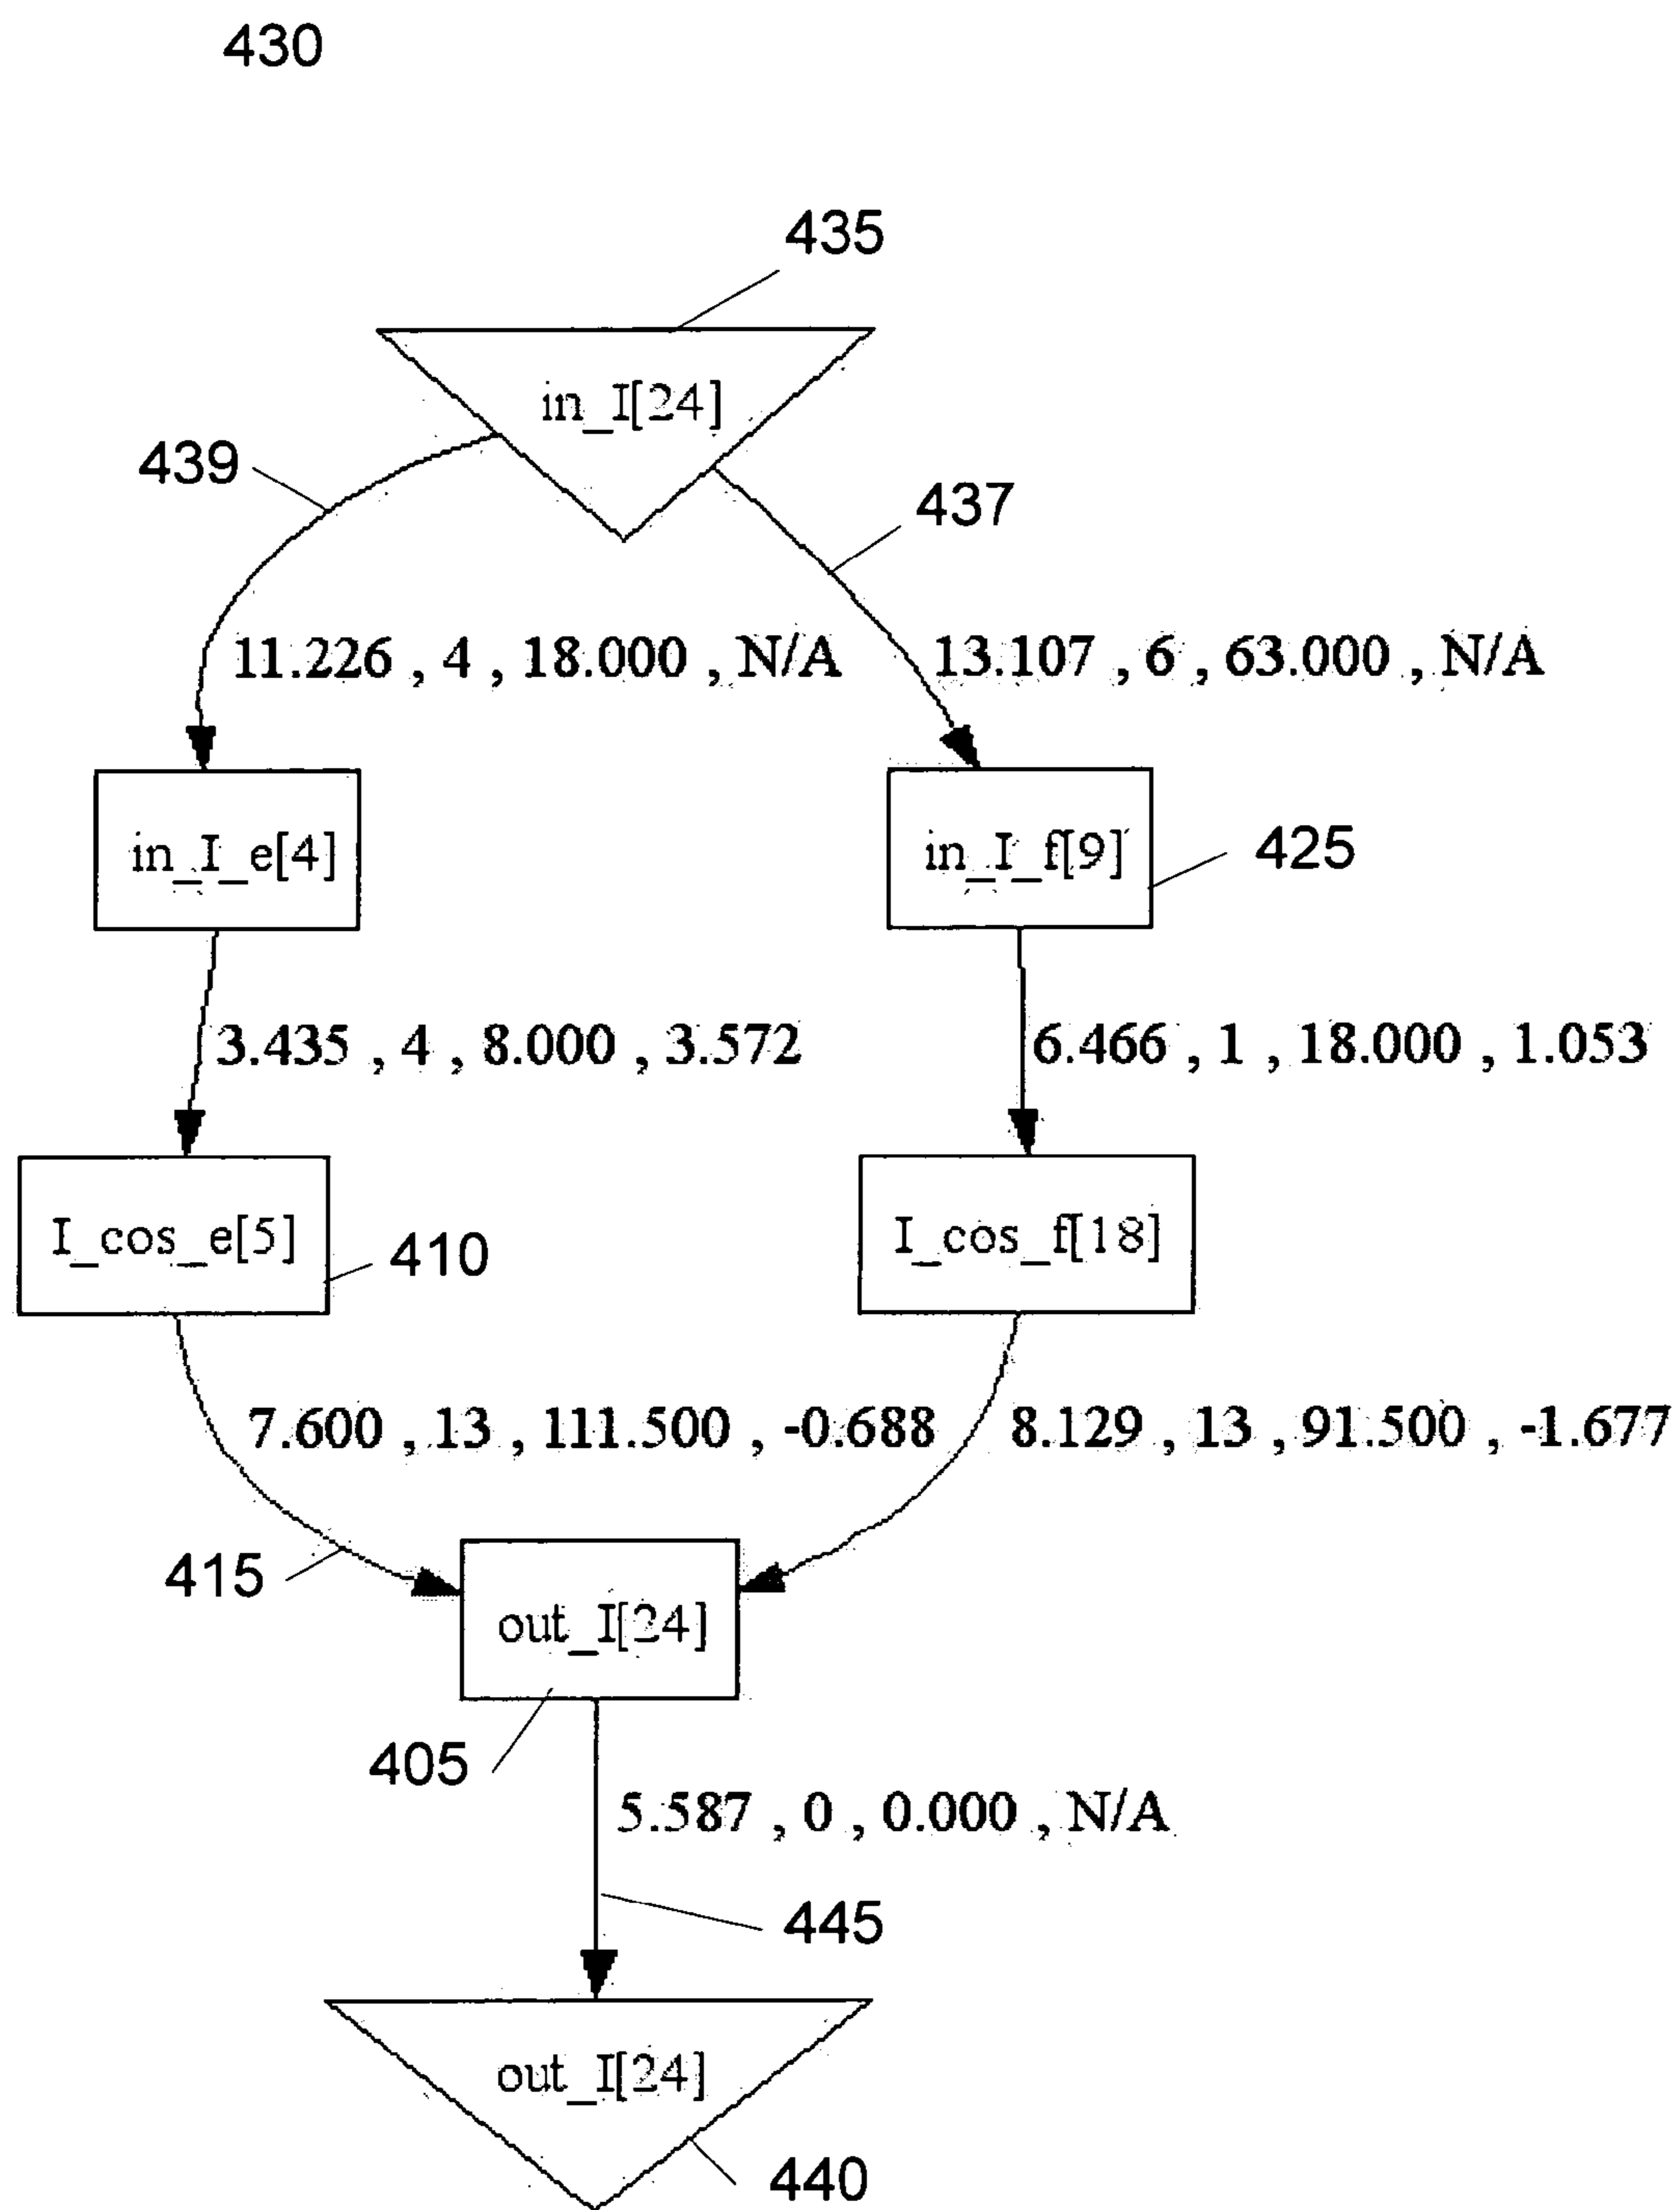 430
435
in_I[24]
439
437
11.226 , 4 , 18.000 , N/A
13.107 , 6 , 63.000 , N/A
in_I_e[4]
in_I_f[9]
425
3.435 , 4 , 8.000 , 3.572
6.466 , 1 , 18.000 , 1.053
I_cos_e[5]
410
I_cos_f[18]
7.600 , 13 , 111.500 , -0.688
8.129 , 13 , 91.500 , -1.677
415
out_I[24]
405
5.587 , 0 , 0.000 , N/A
445
out_I[24]
440